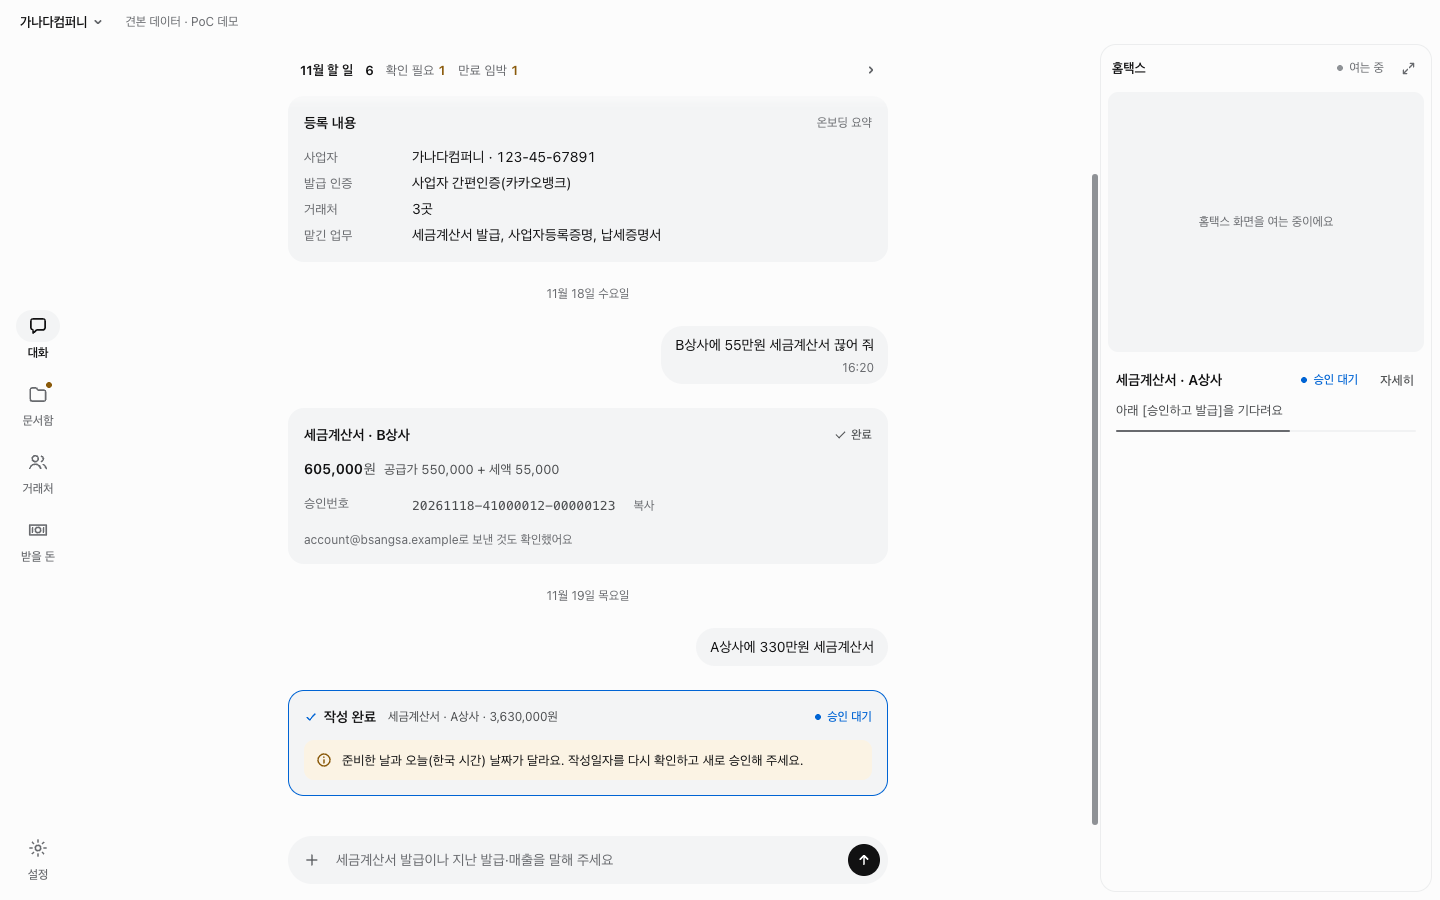 가나다컴퍼니 견본 데이터 · PoC 데모
11월 할 일 6 확인 필요 1 만료 임박 1
등록 내용 온보딩 요약
사업자 가나다컴퍼니 · 123-45-67891
발급 인증 사업자 간편인증(카카오뱅크)
거래처 3곳
맡긴 업무 세금계산서 발급, 사업자등록증명, 납세증명서
11월 18일 수요일
B상사에 55만원 세금계산서 끊어 줘
16:20
세금계산서 · B상사 완료
605,000원 공급가 550,000 + 세액 55,000
승인번호 20261118-41000012-00000123 복사
account@bsangsa.example로 보낸 것도 확인했어요
11월 19일 목요일
A상사에 330만원 세금계산서
작성 완료 세금계산서 · A상사 · 3,630,000원 승인 대기
준비한 날과 오늘(한국 시간) 날짜가 달라요. 작성일자를 다시 확인하고 새로 승인해 주세요.
세금계산서 발급이나 지난 발급·매출을 말해 주세요
대화
문서함
거래처
받을 돈
설정
홈택스 여는 중
홈택스 화면을 여는 중이에요
세금계산서 · A상사 승인 대기 자세히
아래 [승인하고 발급]을 기다려요